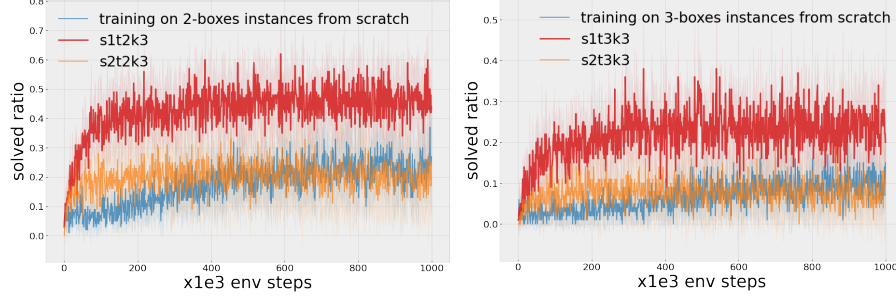 0.8
0.7
0.6
0.5
0.4
0.3
0.2
0.1
0.0
solved ratio
training on 2-boxes instances from scratch
s1t2k3
s2t2k3
0 200 400 600 800 1000
x1e3 env steps
0.5
0.4
0.3
0.2
0.1
0.0
solved ratio
training on 3-boxes instances from scratch
s1t3k3
s2t3k3
0 200 400 600 800 1000
x1e3 env steps